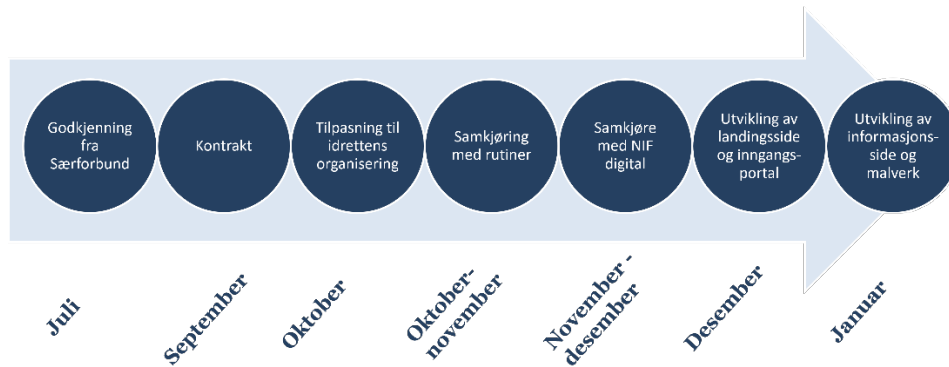 Godkjenning
fra
Særforbund
Kontrakt
Tilpasning til
idrettens
organisering
Samkjøring
med rutiner
Samkjøre
med NIF
digital
Utvikling av
landingsside
og inngangs-
portal
Utvikling av
informasjons-
side og
malverk
Juli
September
Oktober
Oktober-
november
November -
desember
Desember
Januar